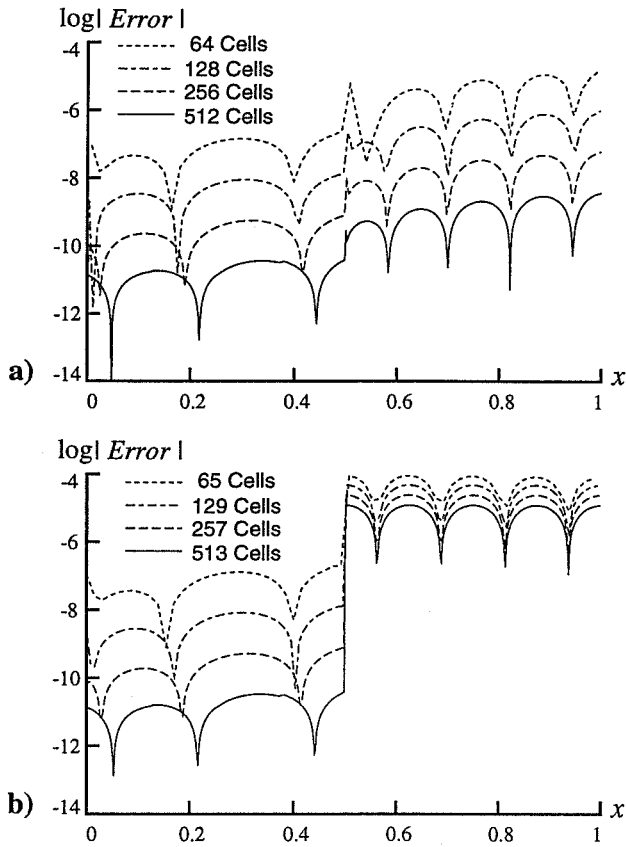 log| Error |
-4
64 Cells
128 Cells
-6
256 Cells
512 Cells
-8
-10
-12
a)
-14
x
0
0.2
0.4
0.6
0.8
1
log| Error |
-4
65 Cells
129 Cells
257 Cells
-6
513 Cells
-8
-10
-12
b)
-14
x
0
0.2
0.4
0.6
0.8
1